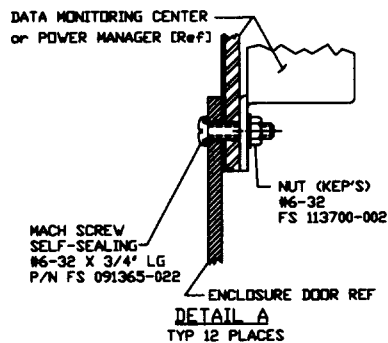 DATA MONITORING CENTER
or POWER MANAGER [Ref]
NUT (KEP'S)
#6-32
FS 113700-002
MACH SCREW
SELF-SEALING
#6-32 X 3/4" LG
P/N FS 091365-022
ENCLOSURE DOOR REF
DETAIL A
TYP 12 PLACES